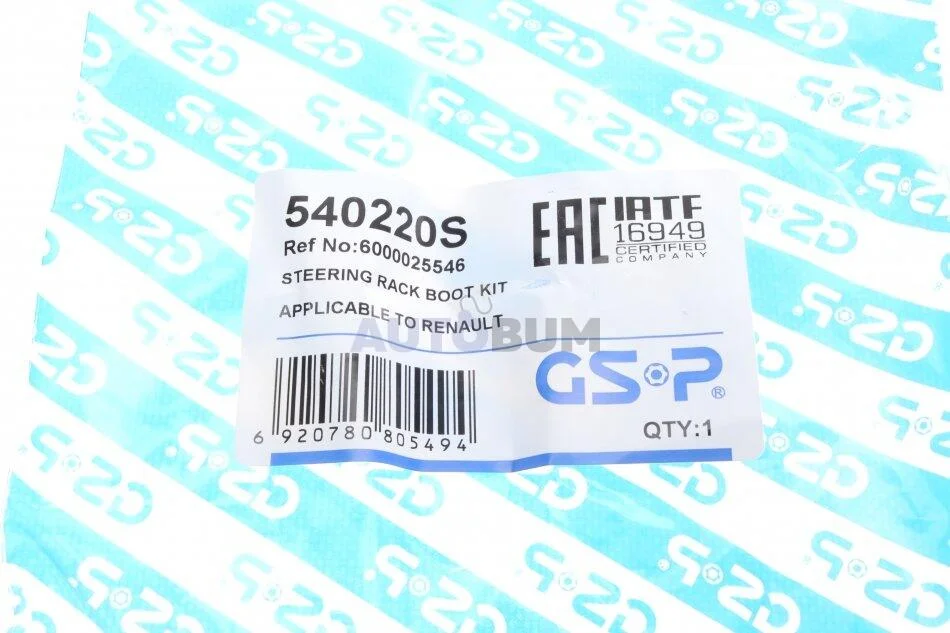 540220S
Ref No:6000025546
STEERING RACK BOOT KIT
APPLICABLE TO RENAULT
EAC
IATF
16949
CERTIFIED
COMPANY
AUTOBUM
GS•P®
QTY:1
6 920780 805494